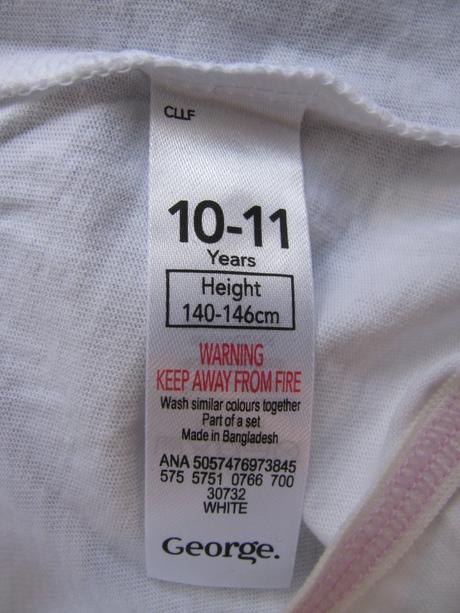 CLLF
10-11
Years
Height
140-146cm
WARNING
KEEP AWAY FROM FIRE
Wash similar colours together
Part of a set
Made in Bangladesh
ANA 5057476973845
575 5751 0766 700
30732
WHITE
George.